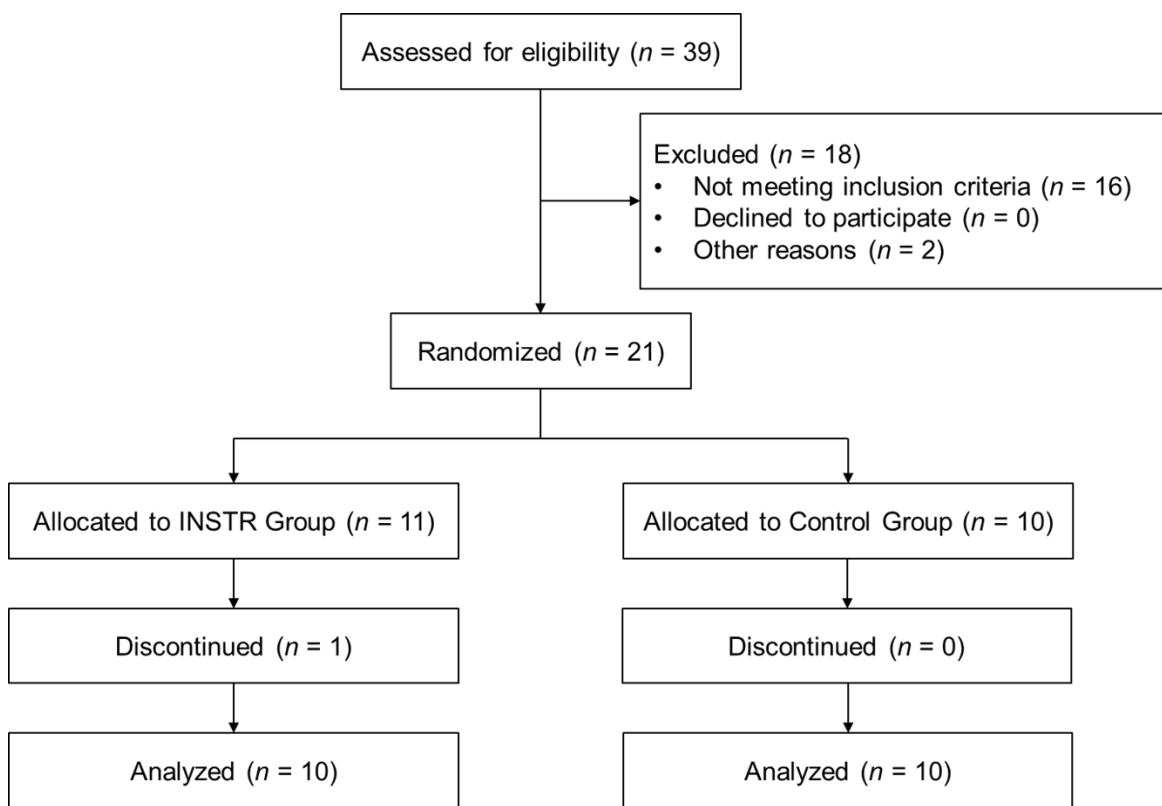 Assessed for eligibility (n = 39)
Excluded (n = 18)
• Not meeting inclusion criteria (n = 16)
• Declined to participate (n = 0)
• Other reasons (n = 2)
Randomized (n = 21)
Allocated to INSTR Group (n = 11)
Allocated to Control Group (n = 10)
Discontinued (n = 1)
Discontinued (n = 0)
Analyzed (n = 10)
Analyzed (n = 10)